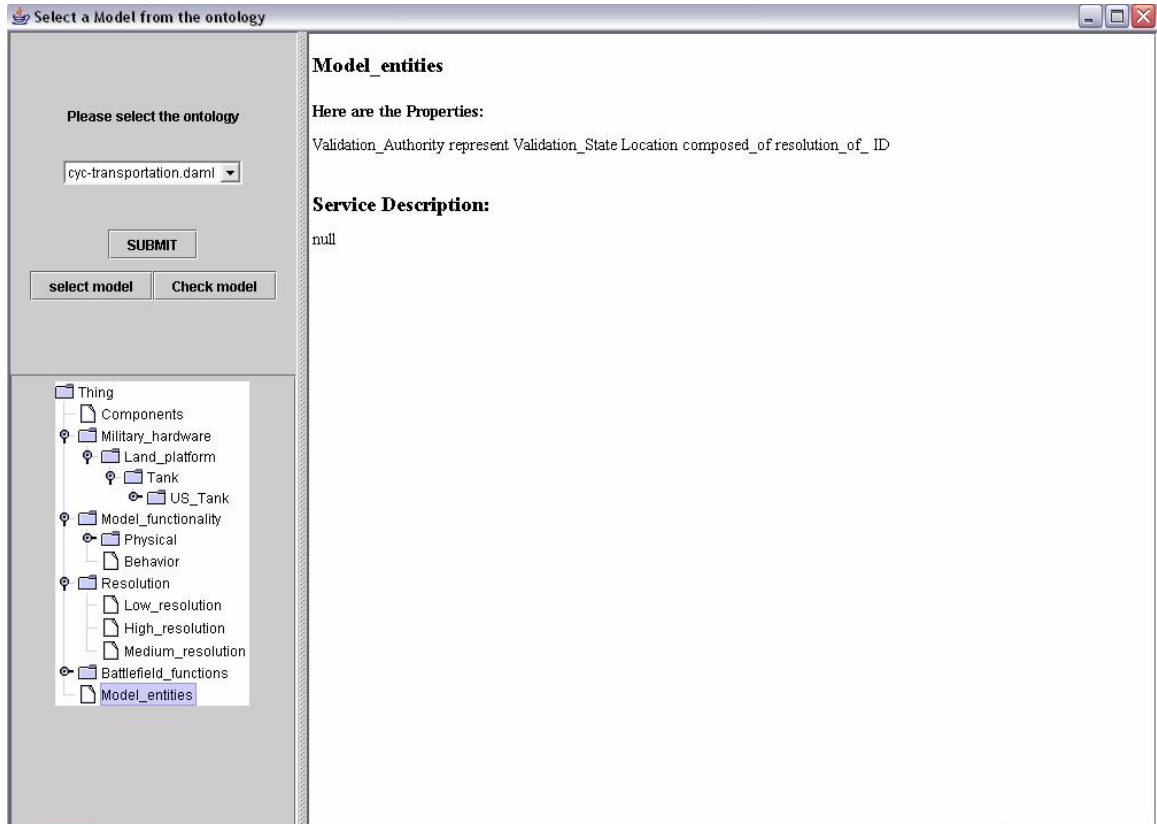 Select a Model from the ontology
Please select the ontology
cyc-transportation.daml
SUBMIT
select model
Check model
Thing
Components
Military_hardware
Land_platform
Tank
US_Tank
Model_functionality
Physical
Behavior
Resolution
Low_resolution
High_resolution
Medium_resolution
Battlefield_functions
Model_entities
Model_entities
Here are the Properties:
Validation_Authority represent Validation_State Location composed_of resolution_of_ ID
Service Description:
null